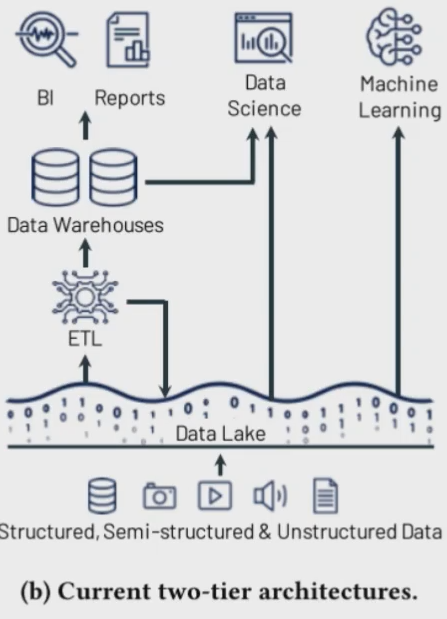 BI
Reports
Data
Science
Machine
Learning
Data Warehouses
ETL
Data Lake
Structured, Semi-structured & Unstructured Data
(b) Current two-tier architectures.